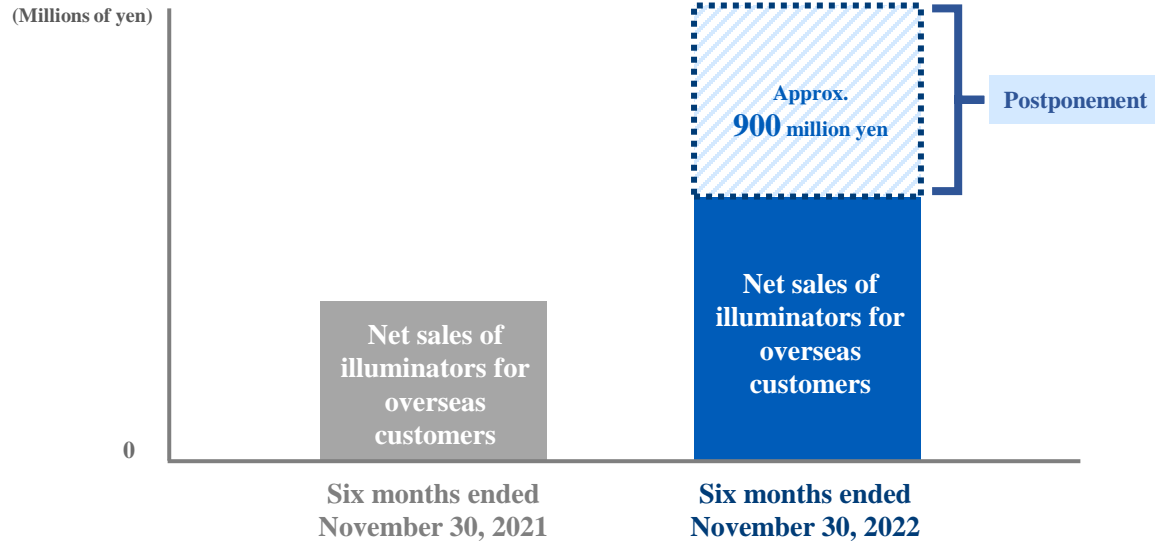 (Millions of yen)
Approx.
900 million yen
Postponement
Net sales of
illuminators for
overseas
customers
Net sales of
illuminators for
overseas
customers
0
Six months ended
November 30, 2021
Six months ended
November 30, 2022